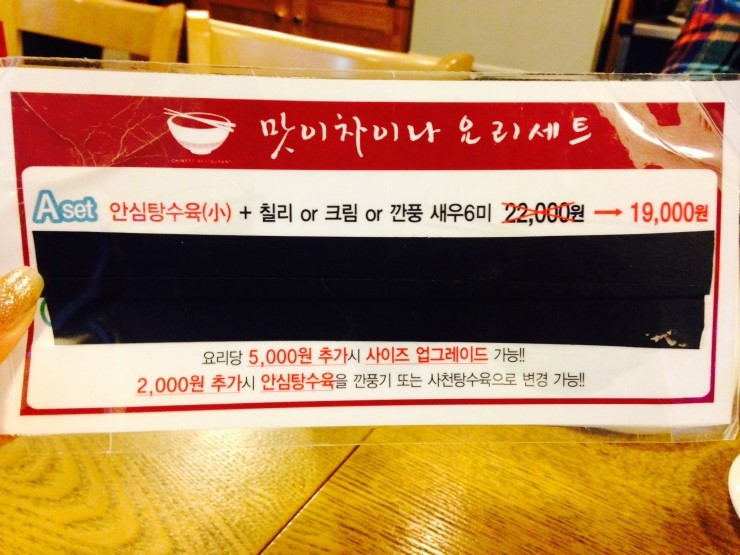 맛이차이나 요리세트
CHINESE RESTAURANT
Aset 안심탕수육(小) + 칠리 or 크림 or 깐풍 새우6미 22,000원 → 19,000원
요리당 5,000원 추가시 사이즈 업그레이드 가능!!
2,000원 추가시 안심탕수육을 깐풍기 또는 사천탕수육으로 변경 가능!!